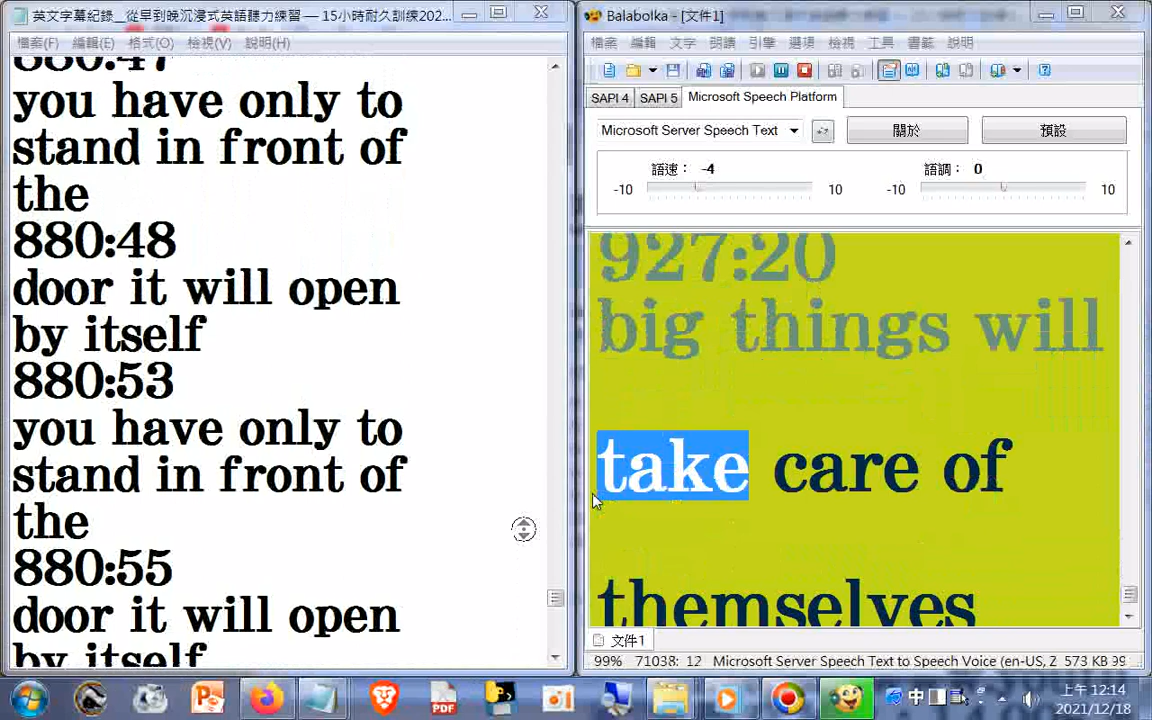 英文字幕紀錄__從早到晚沉浸式英語聽力練習 — 15小時耐久訓練202...
檔案(F) 編輯(E) 格式(O) 檢視(V) 說明(H)
880:47
you have only to
stand in front of
the
880:48
door it will open
by itself
880:53
you have only to
stand in front of
the
880:55
door it will open
by itself
Balabolka - [文件1]
檔案 編輯 文字 朗讀 引擎 選項 檢視 工具 書籤 說明
SAPI 4 SAPI 5 Microsoft Speech Platform
Microsoft Server Speech Text 關於 預設
語速： -4 語調： 0
-10 10 -10 10
927:20
big things will
take care of
themselves
文件1
99% 71038: 12 Microsoft Server Speech Text to Speech Voice (en-US, 2 573 KB 99
中
上午 12:14
2021/12/18